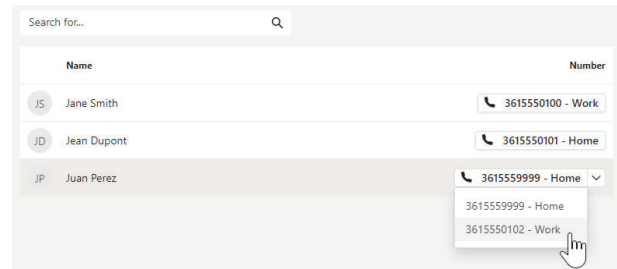 Search for...
Name Number
JS Jane Smith 3615550100 - Work
JD Jean Dupont 3615550101 - Home
JP Juan Perez 3615559999 - Home
3615559999 - Home
3615550102 - Work